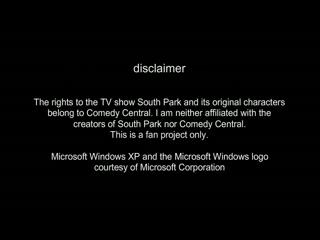 disclaimer
The rights to the TV show South Park and its original characters
belong to Comedy Central. I am neither affiliated with the
creators of South Park nor Comedy Central.
This is a fan project only.
Microsoft Windows XP and the Microsoft Windows logo
courtesy of Microsoft Corporation